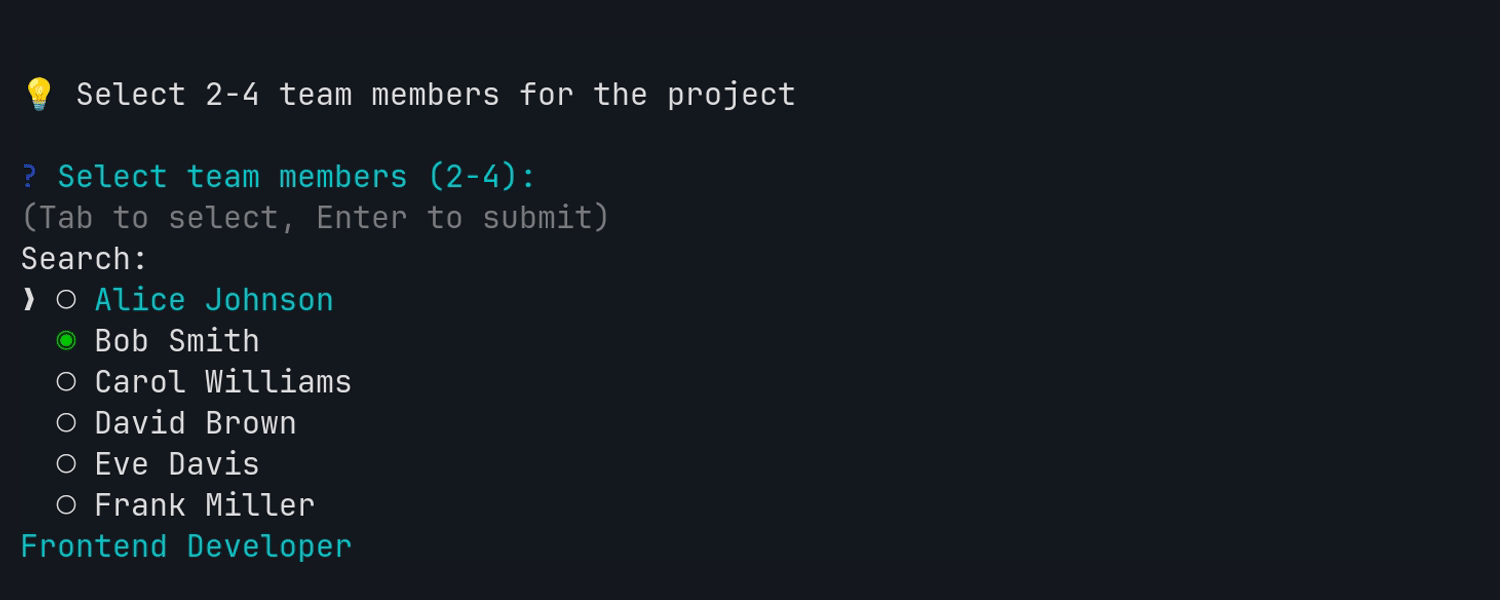 💡 Select 2-4 team members for the project
? Select team members (2-4):
(Tab to select, Enter to submit)
Search:
❯ ◯ Alice Johnson
◉ Bob Smith
◯ Carol Williams
◯ David Brown
◯ Eve Davis
◯ Frank Miller
Frontend Developer